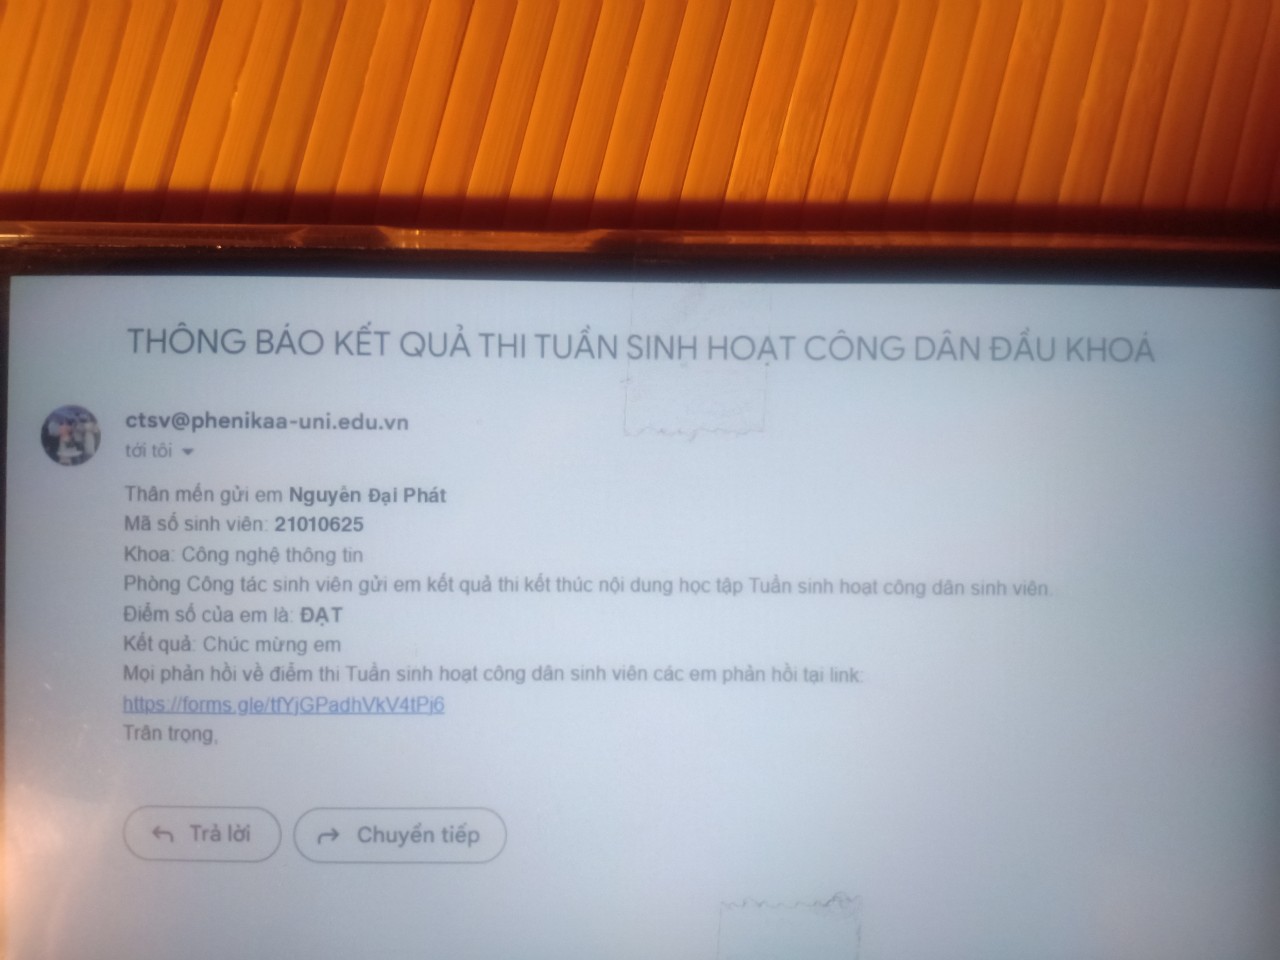 THÔNG BÁO KẾT QUẢ THI TUẦN SINH HOẠT CÔNG DÂN ĐẦU KHOÁ
ctsv@phenikaa-uni.edu.vn
tới tôi
Thân mến gửi em Nguyễn Đại Phát
Mã số sinh viên: 21010625
Khoa: Công nghệ thông tin
Phòng Công tác sinh viên gửi em kết quả thi kết thúc nội dung học tập Tuần sinh hoạt công dân sinh viên.
Điểm số của em là: ĐẠT
Kết quả: Chúc mừng em
Mọi phản hồi về điểm thi Tuần sinh hoạt công dân sinh viên các em phản hồi tại link:
https://forms.gle/tfYjGPadhVkV4tPj6
Trân trọng,
Trả lời
Chuyển tiếp